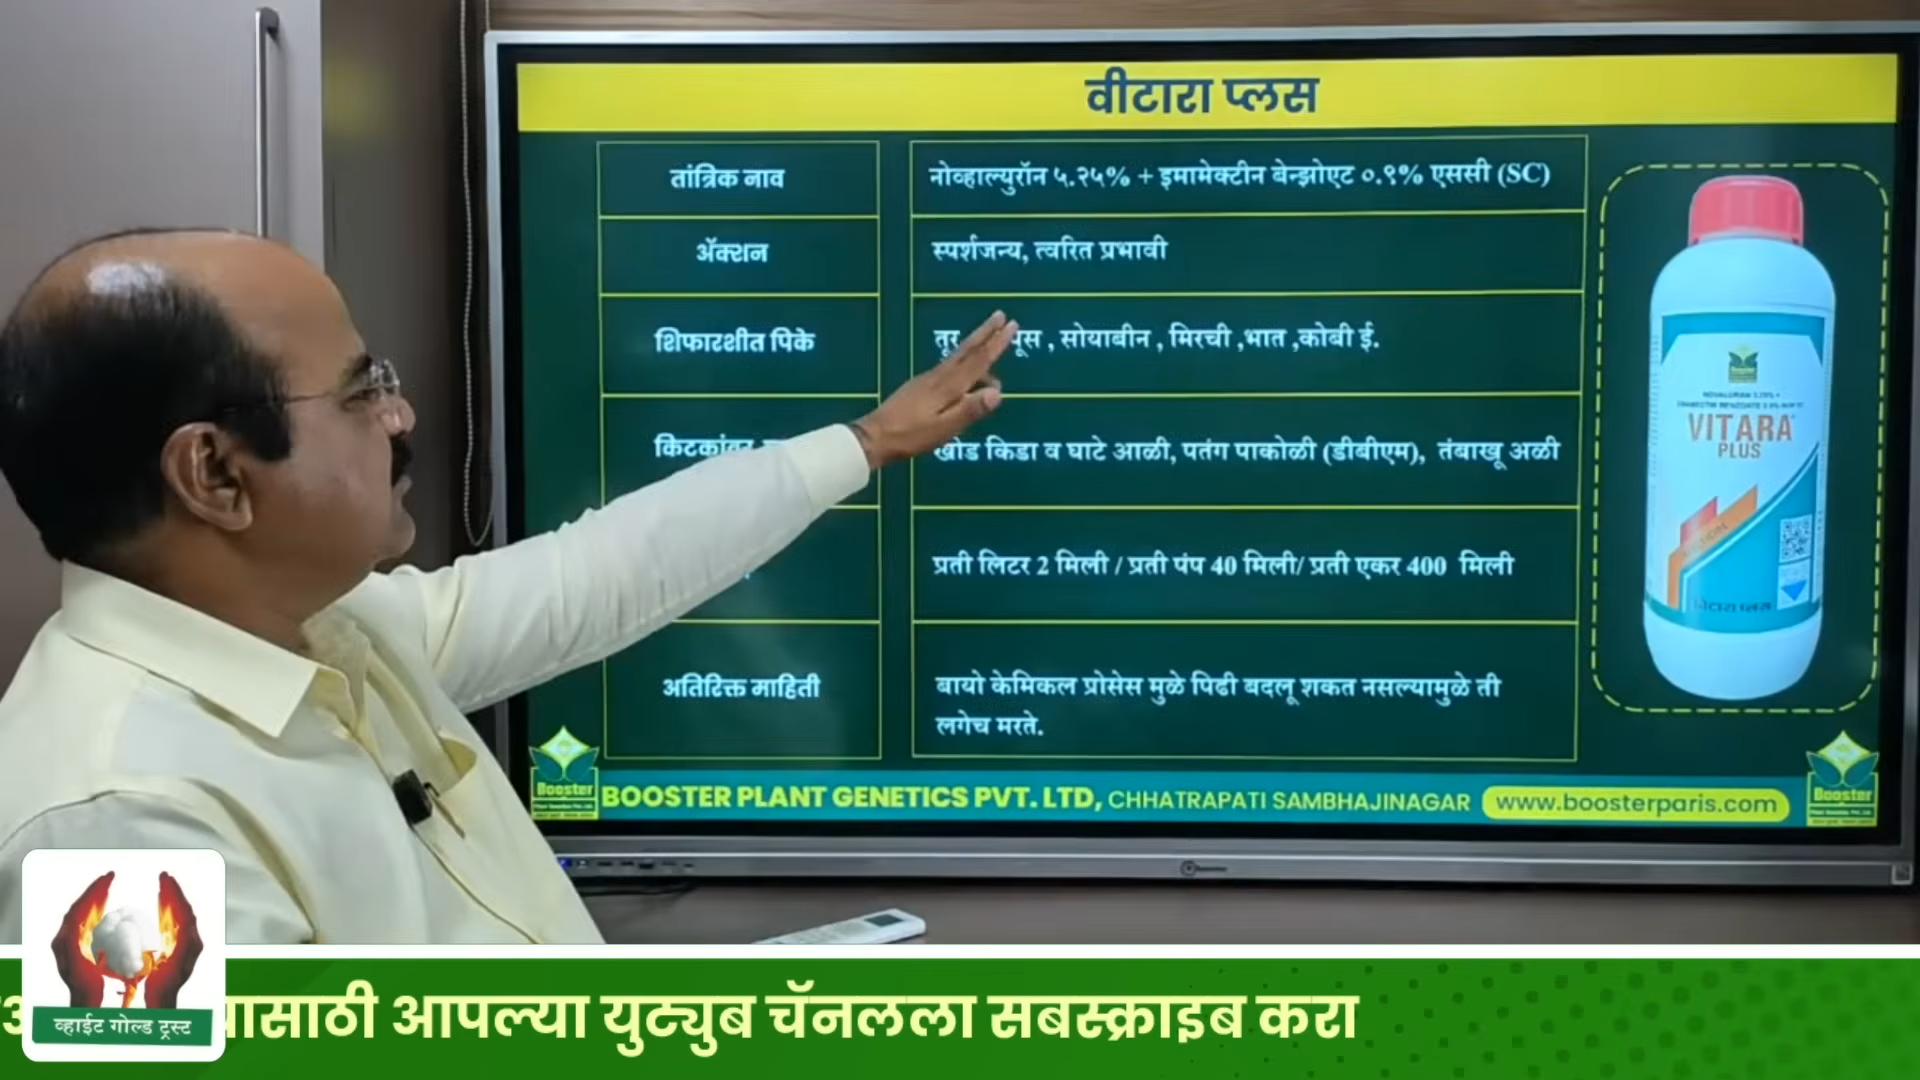 वीटारा प्लस
तांत्रिक नाव
नोव्हाल्युरॉन ५.२५% + इमामेक्टीन बेन्झोएट ०.९% एससी (SC)
ॲक्शन
स्पर्शजन्य, त्वरित प्रभावी
शिफारशीत पिके
तूर , सोयाबीन , मिरची ,भात ,कोबी ई.
खोड किडा व घाटे आळी, पतंग पाकोळी (डीबीएम), तंबाखू अळी
प्रती लिटर 2 मिली / प्रती पंप 40 मिली/ प्रती एकर 400 मिली
अतिरिक्त माहिती
बायो केमिकल प्रोसेस मुळे पिढी बदलू शकत नसल्यामुळे ती
लगेच मरते.
Booster
VITARA
PLUS
विटारा प्लस
Booster
BOOSTER PLANT GENETICS PVT. LTD, CHHATRAPATI SAMBHAJINAGAR
www.boosterparis.com
Booster
व्हाईट गोल्ड ट्रस्ट
आपल्या युट्युब चॅनलला सबस्क्राइब करा